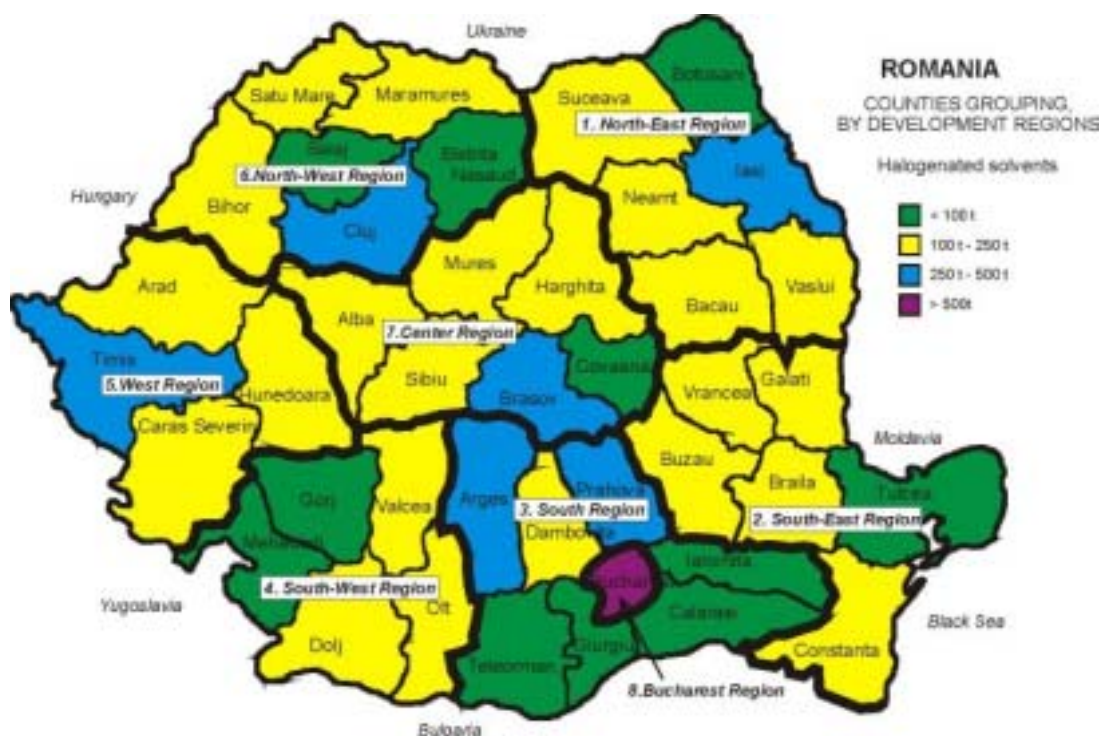 Ukraine
ROMANIA
COUNTIES GROUPING,
BY DEVELOPMENT REGIONS
Halogenated solvents
< 100 t
100 t - 250 t
250 t - 500 t
> 500t
Botosani
Satu Mare
Maramures
Suceava
1. North-East Region
Salaj
Bistrita
Nasaud
Iasi
6.North-West Region
Hungary
Bihor
Neamt
Cluj
Mures
Arad
Harghita
Vaslui
Bacau
Alba
7.Center Region
Timis
Covasna
5.West Region
Sibiu
Galati
Hunedoara
Brasov
Vrancea
Caras Severin
Moldavia
Buzau
Braila
Tulcea
Gorj
Valcea
Arges
Prahova
3. South Region
2. South-East Region
Mehedinti
Ialomita
4. South-West Region
Yugoslavia
Olt
Calarasi
Black Sea
Dolj
Giurgiu
Constanta
Teleorman
8.Bucharest Region
Bulgaria